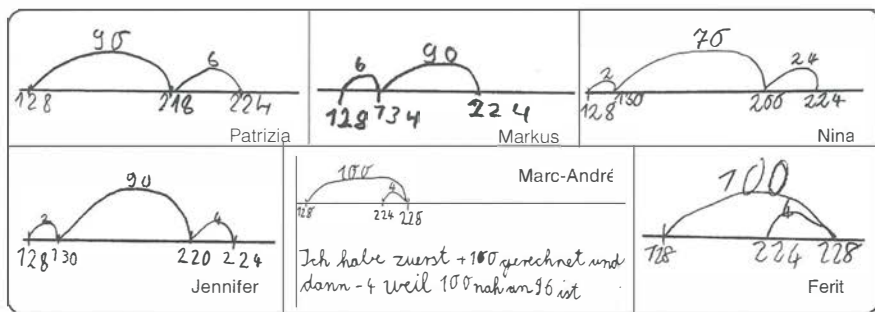 90 6
128 218 224
Patrizia
6 90
128 134 224
Markus
2 70 24
128 130 200 224
Nina
2 90 4
128 130 220 224
Jennifer
Marc-André
100 4
128 224 228
Ich habe zuerst +100 gerechnet und
dann -4 weil 100 nah an 96 ist
100 4
128 224 228
Ferit